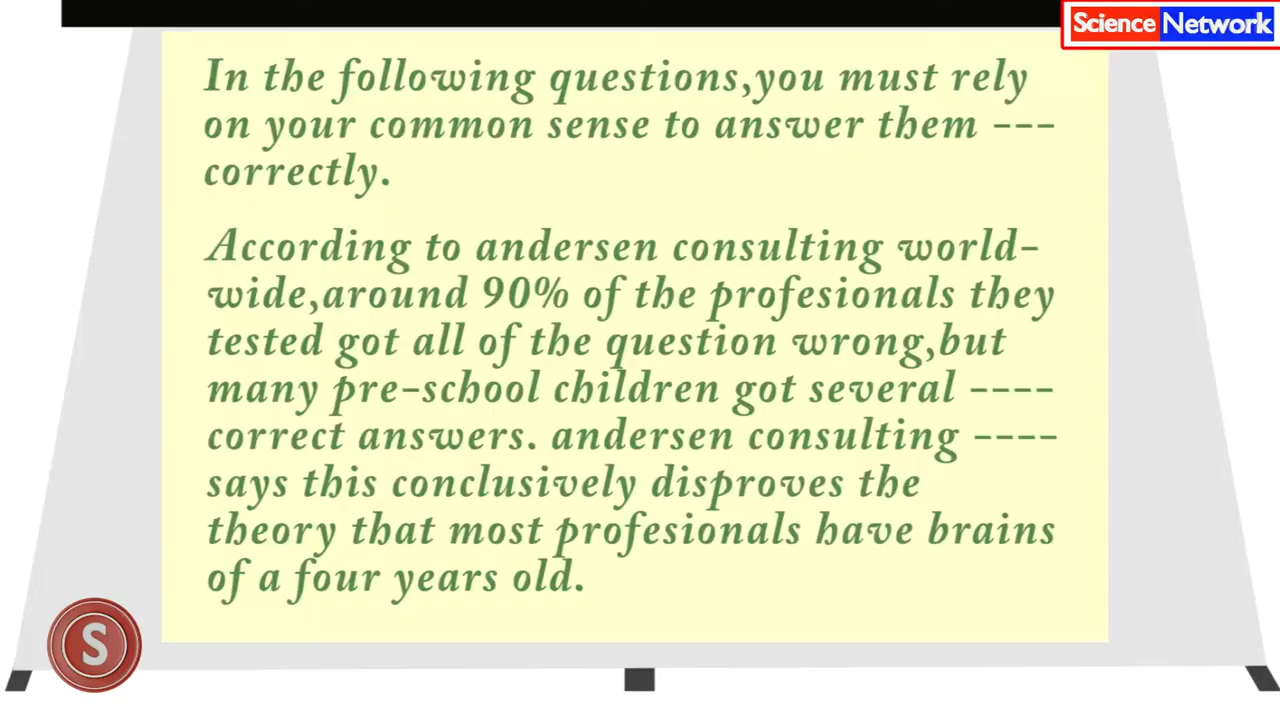 Science Network
In the following questions,you must rely
on your common sense to answer them ---
correctly.
According to andersen consulting world-
wide,around 90% of the profesionals they
tested got all of the question wrong,but
many pre-school children got several ----
correct answers. andersen consulting ----
says this conclusively disproves the
theory that most profesionals have brains
of a four years old.
S